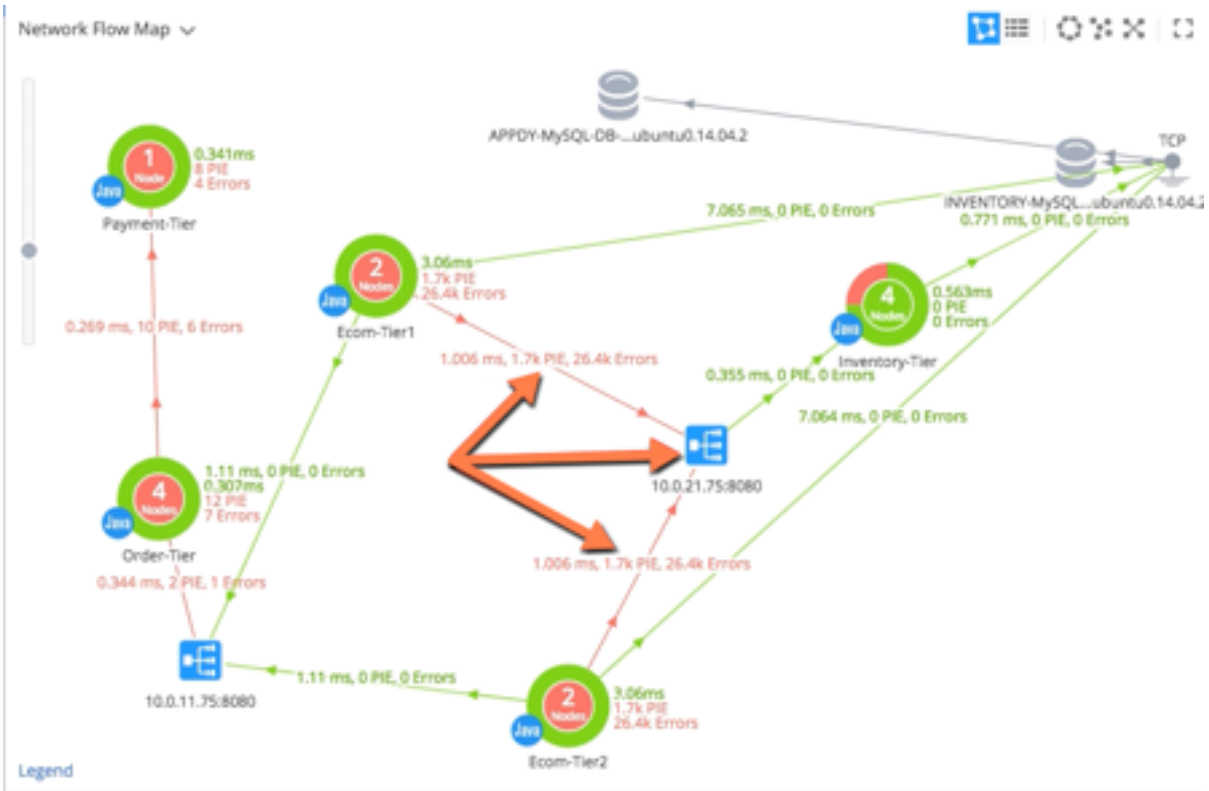 Network Flow Map
APPDY-MySQL-DB-...ubuntu0.14.04.2
TCP
INVENTORY-MySQL...ubuntu0.14.04.2
0.771 ms, 0 PIE, 0 Errors
7.065 ms, 0 PIE, 0 Errors
1
Node
Java
0.341ms
8 PIE
4 Errors
Payment-Tier
2
Nodes
Java
3.06ms
1.7k PIE
26.4k Errors
Ecom-Tier1
4
Nodes
Java
0.563ms
0 PIE
0 Errors
Inventory-Tier
0.269 ms, 10 PIE, 6 Errors
1.006 ms, 1.7k PIE, 26.4k Errors
0.355 ms, 0 PIE, 0 Errors
7.064 ms, 0 PIE, 0 Errors
1.11 ms, 0 PIE, 0 Errors
4
Nodes
Java
0.307ms
12 PIE
7 Errors
Order-Tier
10.0.21.75:8080
0.344 ms, 2 PIE, 1 Errors
1.006 ms, 1.7k PIE, 26.4k Errors
10.0.11.75:8080
1.11 ms, 0 PIE, 0 Errors
2
Nodes
Java
3.06ms
1.7k PIE
26.4k Errors
Ecom-Tier2
Legend